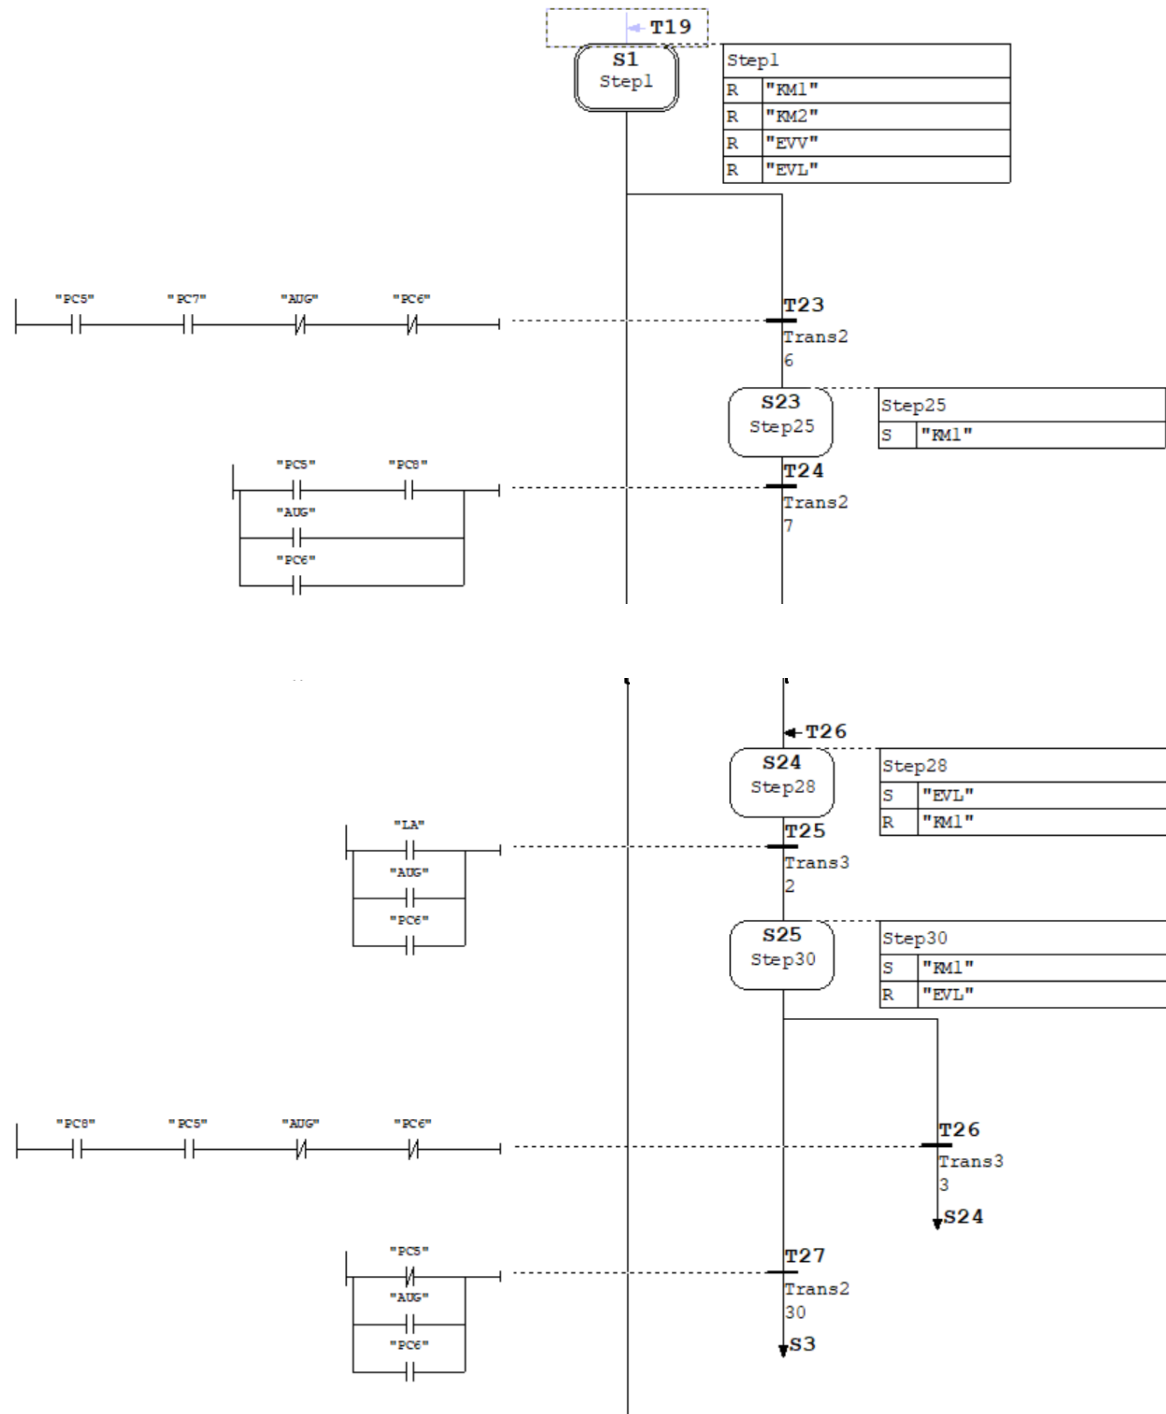 T19
S1
Step1
Step1
R "KM1"
R "KM2"
R "EVV"
R "EVL"
"PC5" "PC7" "AUG" "PC6"
T23
Trans2
6
S23
Step25
Step25
S "KM1"
"PC5" "PC8"
"AUG"
"PC6"
T24
Trans2
7
T26
S24
Step28
Step28
S "EVL"
R "KM1"
"LA"
"AUG"
"PC6"
T25
Trans3
2
S25
Step30
Step30
S "KM1"
R "EVL"
"PC8" "PC5" "AUG" "PC6"
T26
Trans3
3
S24
"PC5"
"AUG"
"PC6"
T27
Trans2
30
S3